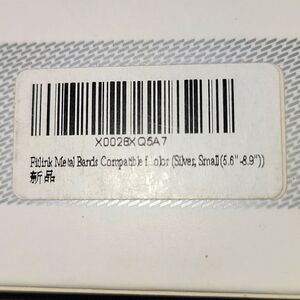 X0028XQ5A7
Fitlink Metal Bands Compatible f...olor (Silver, Small(5.6"-8.9"))
新品